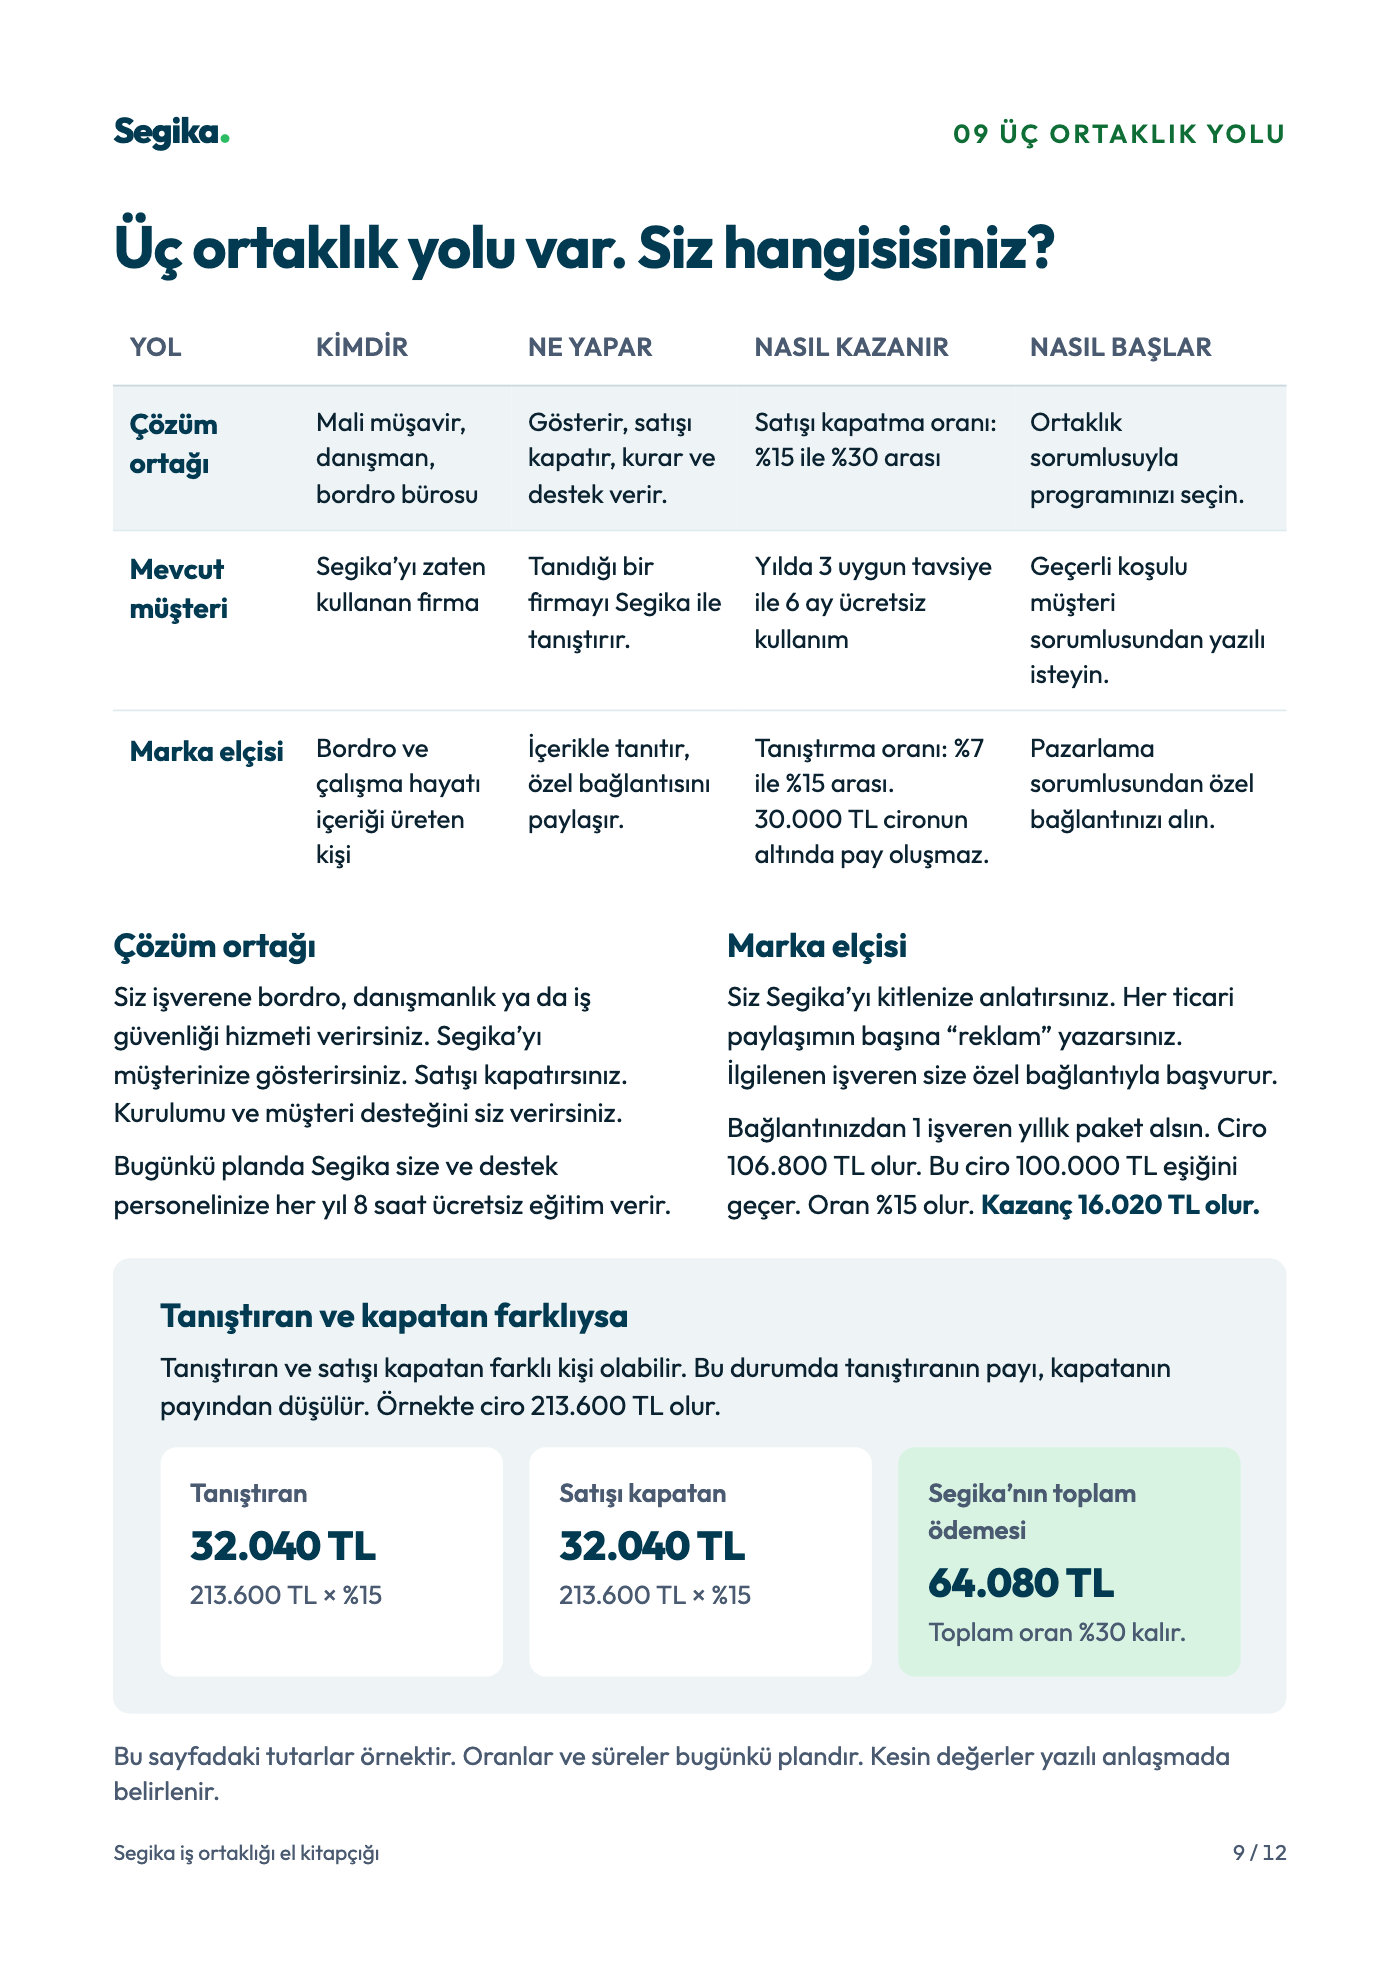 Segika.
09 ÜÇ ORTAKLIK YOLU
Üç ortaklık yolu var. Siz hangisisiniz?
YOL
KİMDİR
NE YAPAR
NASIL KAZANIR
NASIL BAŞLAR
Çözüm
ortağı
Mali müşavir,
danışman,
bordro bürosu
Gösterir, satışı
kapatır, kurar ve
destek verir.
Satışı kapatma oranı:
%15 ile %30 arası
Ortaklık
sorumlusuyla
programınızı seçin.
Mevcut
müşteri
Segika’yı zaten
kullanan firma
Tanıdığı bir
firmayı Segika ile
tanıştırır.
Yılda 3 uygun tavsiye
ile 6 ay ücretsiz
kullanım
Geçerli koşulu
müşteri
sorumlusundan yazılı
isteyin.
Marka elçisi
Bordro ve
çalışma hayatı
içeriği üreten
kişi
İçerikle tanıtır,
özel bağlantısını
paylaşır.
Tanıştırma oranı: %7
ile %15 arası.
30.000 TL cironun
altında pay oluşmaz.
Pazarlama
sorumlusundan özel
bağlantınızı alın.
Çözüm ortağı
Siz işverene bordro, danışmanlık ya da iş
güvenliği hizmeti verirsiniz. Segika’yı
müşterinize gösterirsiniz. Satışı kapatırsınız.
Kurulumu ve müşteri desteğini siz verirsiniz.
Bugünkü planda Segika size ve destek
personelinize her yıl 8 saat ücretsiz eğitim verir.
Marka elçisi
Siz Segika’yı kitlenize anlatırsınız. Her ticari
paylaşımın başına “reklam” yazarsınız.
İlgilenen işveren size özel bağlantıyla başvurur.
Bağlantınızdan 1 işveren yıllık paket alsın. Ciro
106.800 TL olur. Bu ciro 100.000 TL eşiğini
geçer. Oran %15 olur. Kazanç 16.020 TL olur.
Tanıştıran ve kapatan farklıysa
Tanıştıran ve satışı kapatan farklı kişi olabilir. Bu durumda tanıştıranın payı, kapatanın
payından düşülür. Örnekte ciro 213.600 TL olur.
Tanıştıran
32.040 TL
213.600 TL × %15
Satışı kapatan
32.040 TL
213.600 TL × %15
Segika’nın toplam
ödemesi
64.080 TL
Toplam oran %30 kalır.
Bu sayfadaki tutarlar örnektir. Oranlar ve süreler bugünkü plandır. Kesin değerler yazılı anlaşmada
belirlenir.
Segika iş ortaklığı el kitapçığı
9 / 12